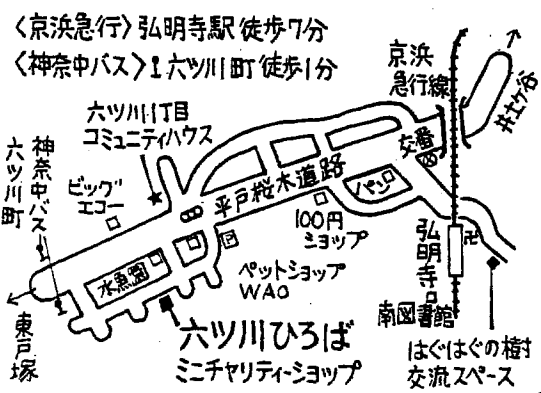 〈京浜急行〉弘明寺駅徒歩7分
〈神奈中バス〉六ツ川町徒歩1分
京浜
急行線
井土ケ谷
六ツ川1丁目
コミュニティハウス
交番
神奈中バス
六ツ川町
ビッグ
エコー
平戸桜木道路
パン
100円
ショップ
弘明寺
卍
水魚園
P
ペットショップ
WAO
東戸塚
六ツ川ひろば
ミニチャリティーショップ
南図書館
はぐはぐの樹
交流スペース